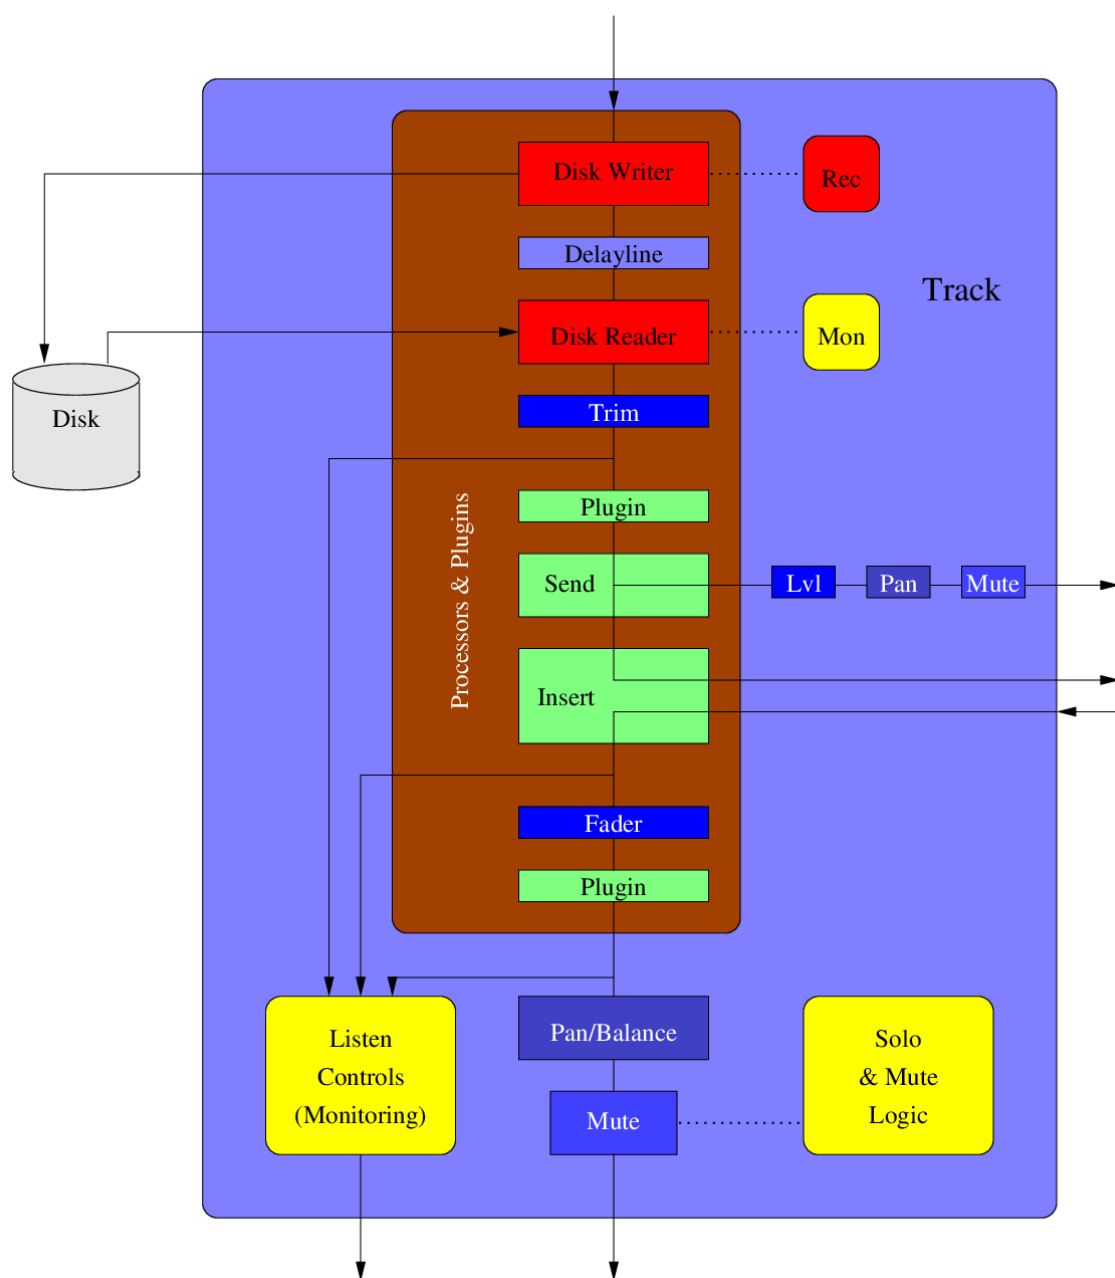 Disk Writer
Rec
Delayline
Track
Disk Reader
Mon
Disk
Trim
Plugin
Processors & Plugins
Send
Lvl
Pan
Mute
Insert
Fader
Plugin
Listen
Controls
(Monitoring)
Pan/Balance
Mute
Solo
& Mute
Logic